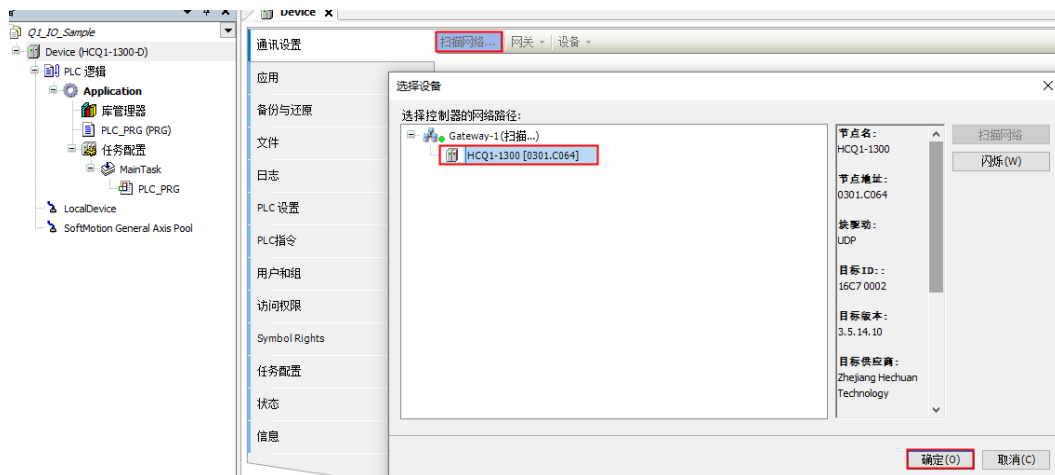 Device
Q1_IO_Sample
Device (HCQ1-1300-D)
PLC 逻辑
Application
库管理器
PLC_PRG (PRG)
任务配置
MainTask
PLC_PRG
LocalDevice
SoftMotion General Axis Pool
通讯设置
应用
备份与还原
文件
日志
PLC 设置
PLC指令
用户和组
访问权限
Symbol Rights
任务配置
状态
信息
扫描网络... 网关 设备
选择设备
选择控制器的网络路径:
Gateway-1(扫描...)
HCQ1-1300 [0301.C064]
节点名:
HCQ1-1300
节点地址:
0301.C064
块驱动:
UDP
目标ID::
16C7 0002
目标版本:
3.5.14.10
目标供应商:
Zhejiang Hechuan
Technology
扫描网络
闪烁(W)
确定(O) 取消(C)